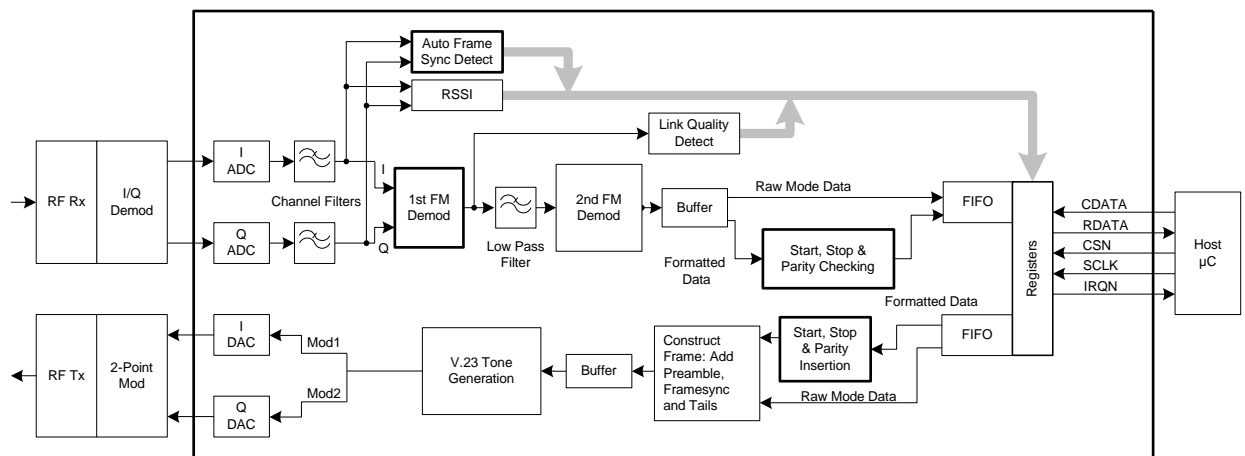 Auto Frame
Sync Detect
RSSI
Link Quality
Detect
RF Rx
I/Q
Demod
I
ADC
Channel Filters
Q
ADC
I
Q
1st FM
Demod
Low Pass
Filter
2nd FM
Demod
Buffer
Raw Mode Data
Formatted
Data
Start, Stop &
Parity Checking
FIFO
Registers
CDATA
RDATA
CSN
SCLK
IRQN
Host
µC
RF Tx
2-Point
Mod
I
DAC
Q
DAC
Mod1
Mod2
V.23 Tone
Generation
Buffer
Construct
Frame: Add
Preamble,
Framesync
and Tails
Start, Stop
& Parity
Insertion
Formatted Data
FIFO
Raw Mode Data